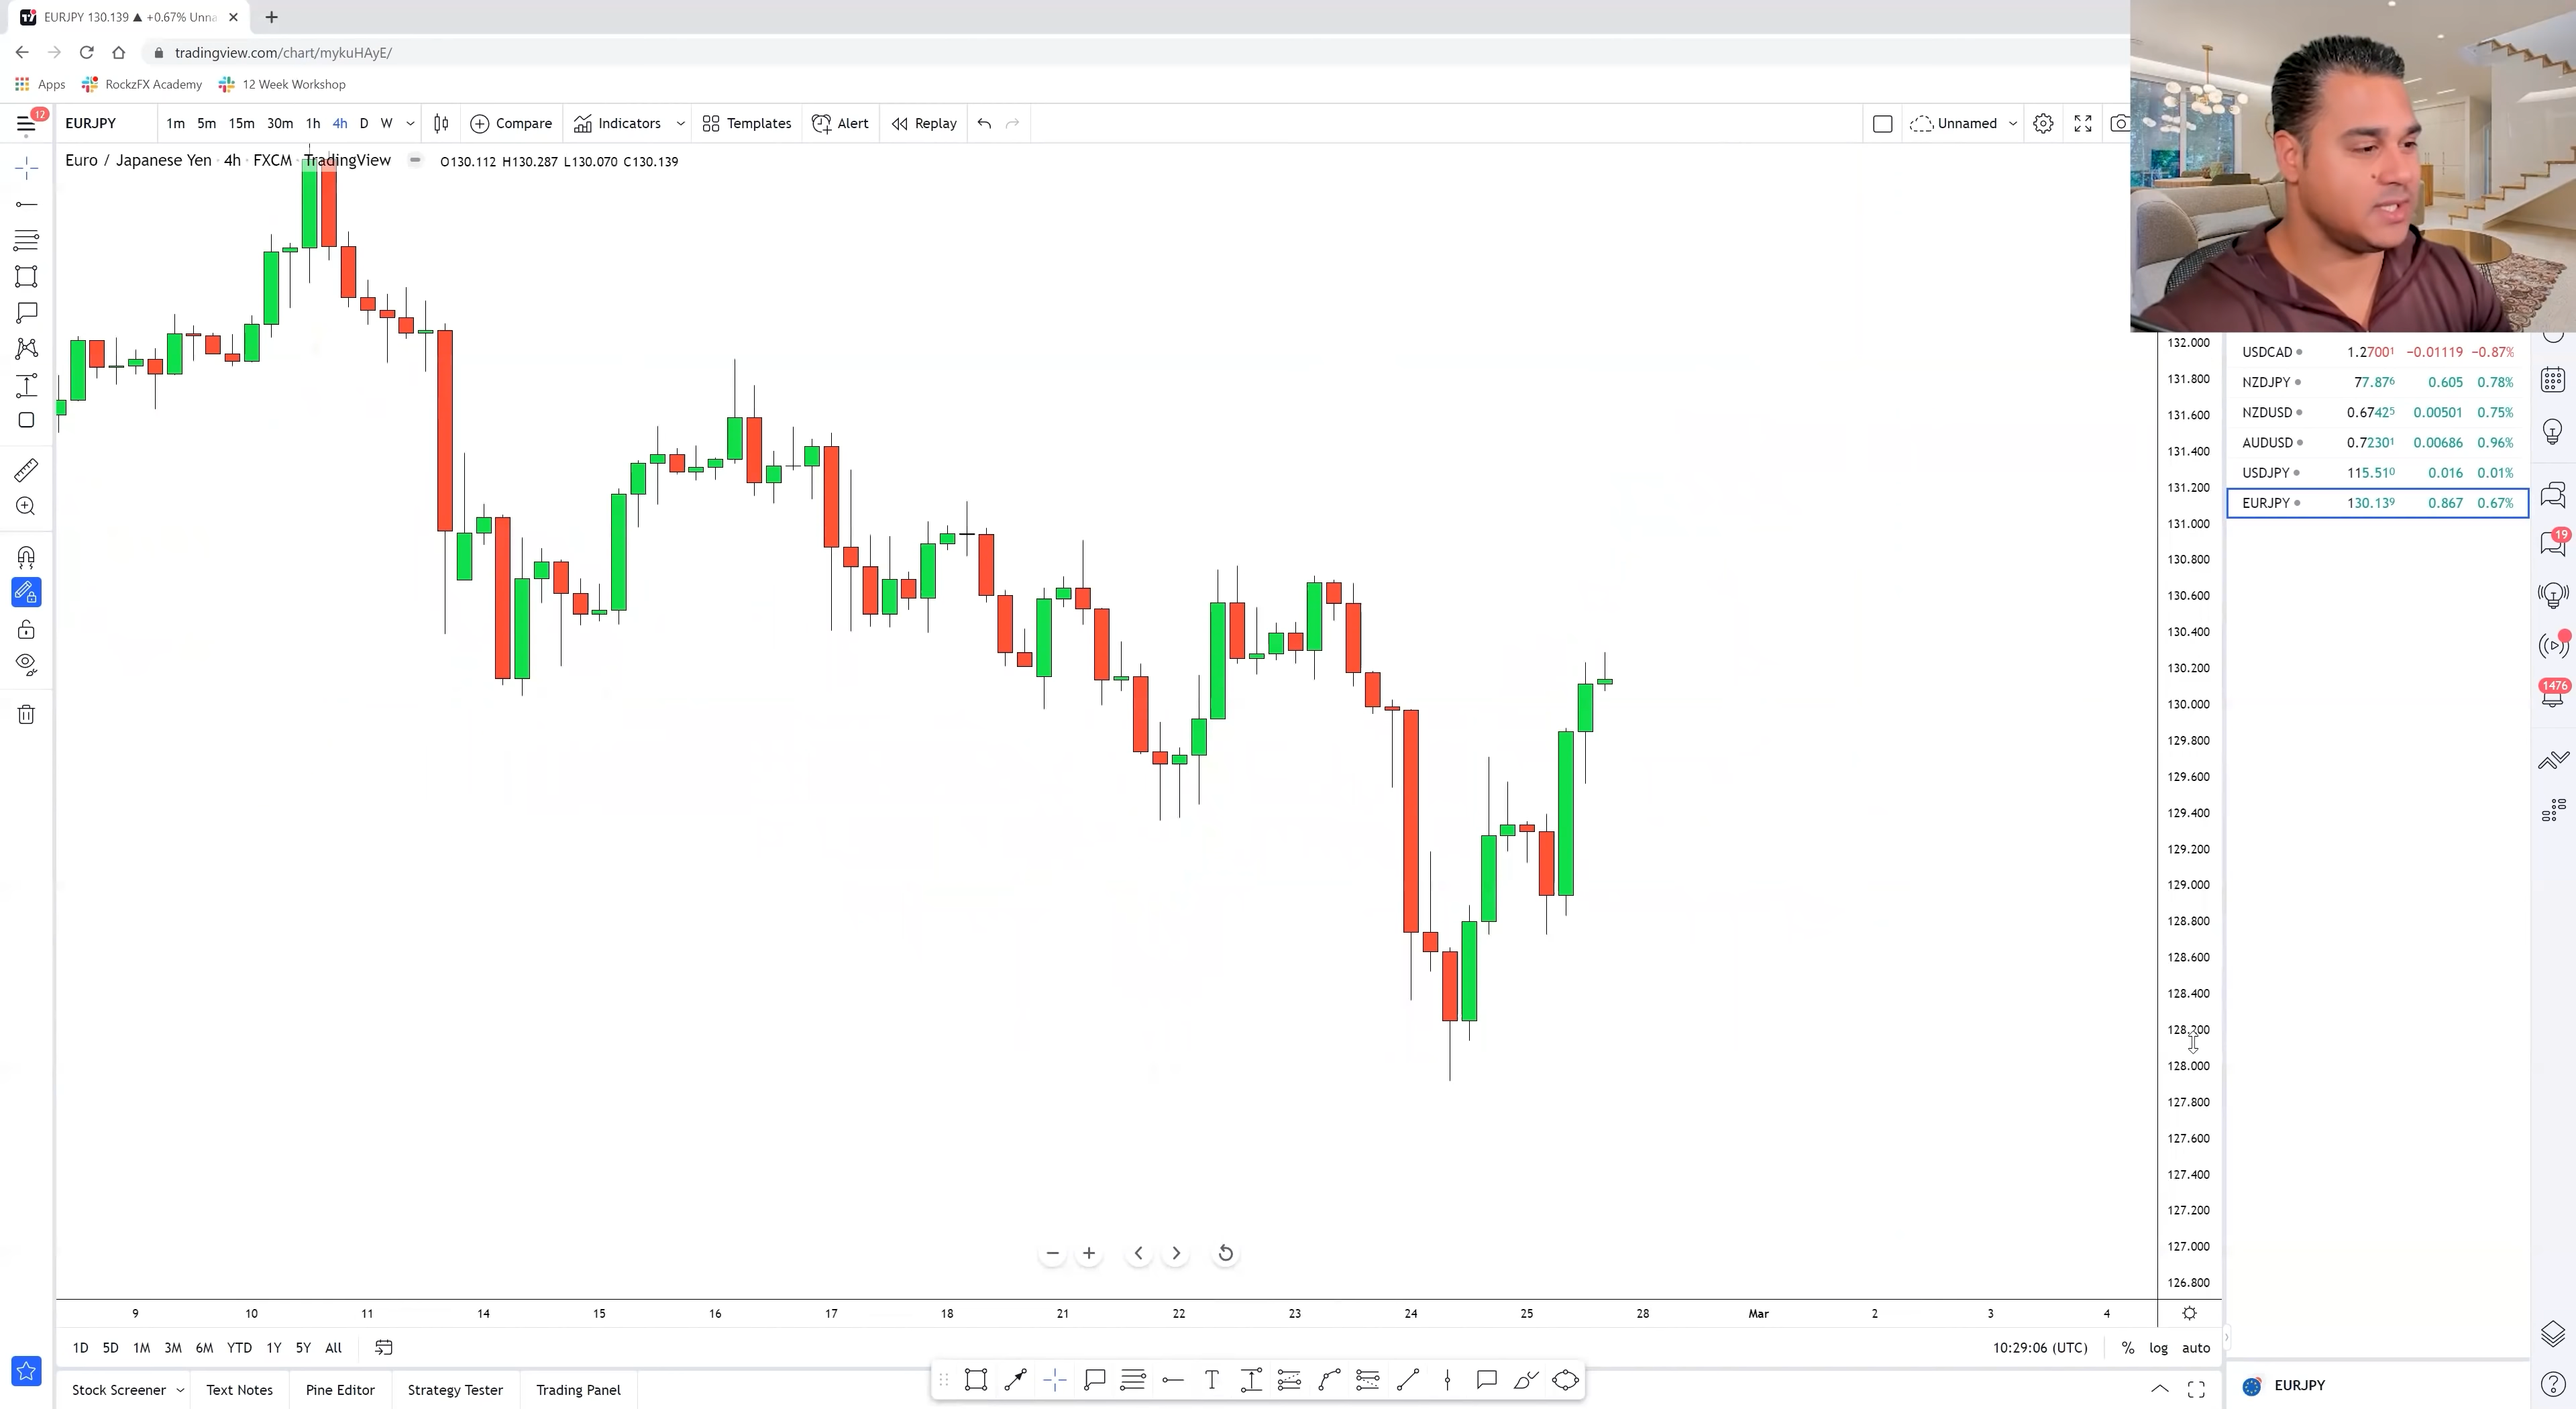 EURJPY 130.139 ▲ +0.67% Unna
tradingview.com/chart/mykuHAyE/
Apps RockzFX Academy 12 Week Workshop
12
EURJPY 1m 5m 15m 30m 1h 4h D W Compare Indicators Templates Alert Replay Unnamed
Euro / Japanese Yen · 4h · FXCM · TradingView O130.112 H130.287 L130.070 C130.139
132.000
131.800
131.600
131.400
131.200
131.000
130.800
130.600
130.400
130.200
130.000
129.800
129.600
129.400
129.200
129.000
128.800
128.600
128.400
128.200
128.000
127.800
127.600
127.400
127.200
127.000
126.800
USDCAD 1.27001 −0.01119 −0.87%
NZDJPY 77.876 0.605 0.78%
NZDUSD 0.67425 0.00501 0.75%
AUDUSD 0.72301 0.00686 0.96%
USDJPY 115.510 0.016 0.01%
EURJPY 130.139 0.867 0.67%
19
1476
9 10 11 14 15 16 17 18 21 22 23 24 25 28 Mar 2 3 4
1D 5D 1M 3M 6M YTD 1Y 5Y All 10:29:06 (UTC) % log auto
Stock Screener Text Notes Pine Editor Strategy Tester Trading Panel
T
EURJPY